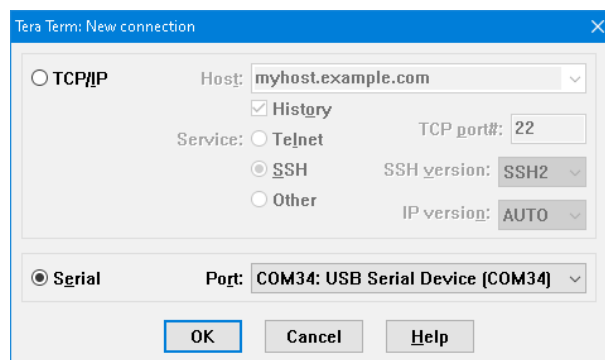 Tera Term: New connection
TCP/IP
Host: myhost.example.com
History
Service: Telnet
TCP port#: 22
SSH
SSH version: SSH2
Other
IP version: AUTO
Serial
Port: COM34: USB Serial Device (COM34)
OK Cancel Help